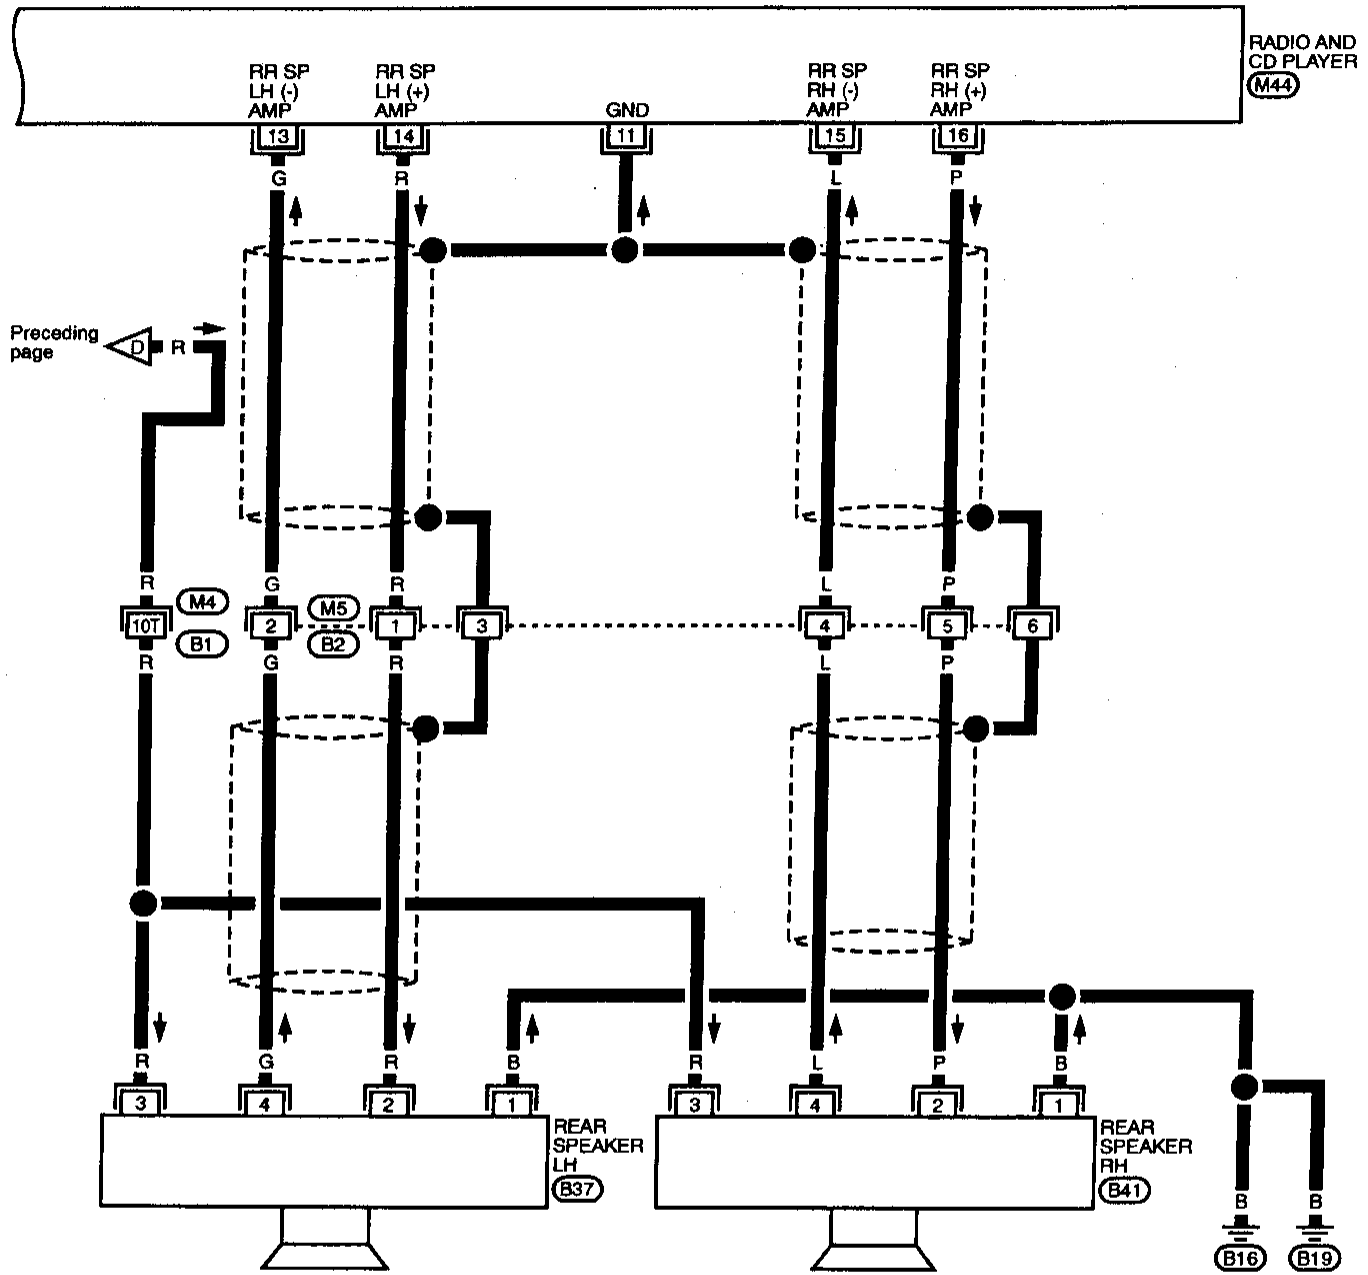 RADIO AND
CD PLAYER
M44
RR SP
LH (-)
AMP
RR SP
LH (+)
AMP
GND
RR SP
RH (-)
AMP
RR SP
RH (+)
AMP
13
14
11
15
16
G
R
L
P
Preceding
page
D
R
R
G
R
L
P
M4
M5
10T
2
1
3
4
5
6
B1
B2
R
G
R
L
P
R
G
R
B
R
L
P
B
3
4
2
1
3
4
2
1
REAR
SPEAKER
LH
B37
REAR
SPEAKER
RH
B41
B
B
B16
B19